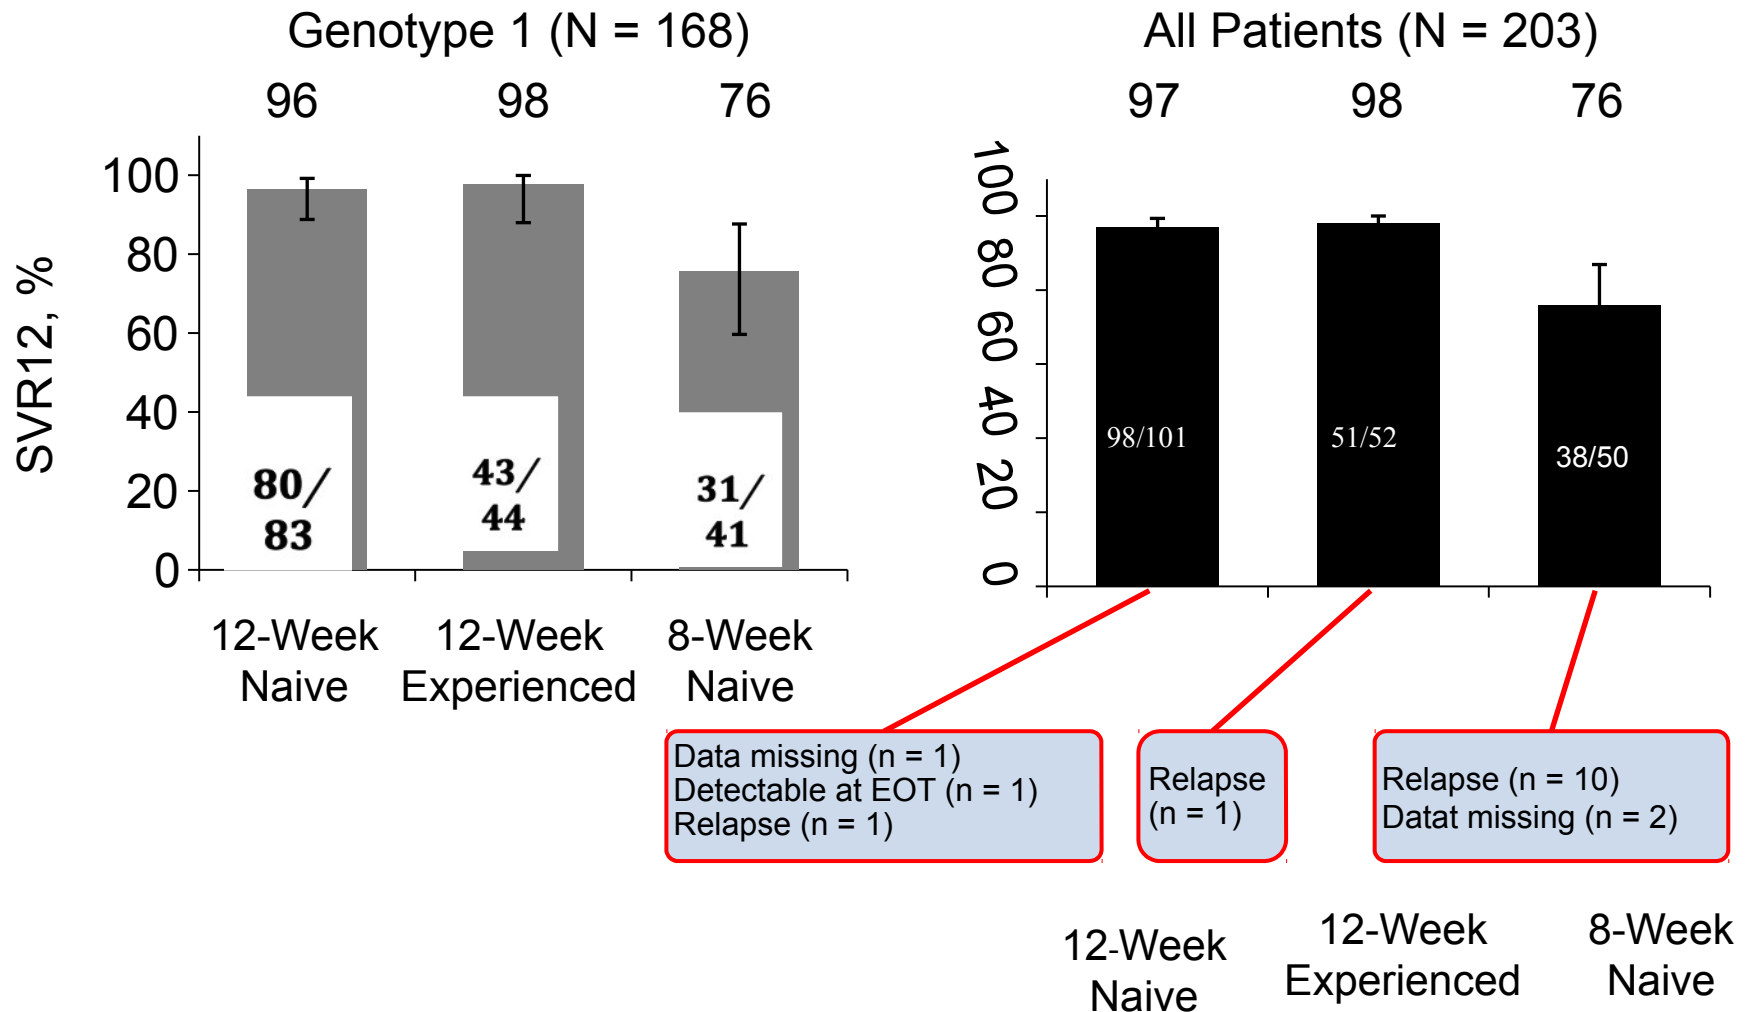 Genotype 1 (N = 168)
96
98
76
SVR12, %
100
80
60
40
20
0
80/
83
43/
44
31/
41
12-Week
Naive
12-Week
Experienced
8-Week
Naive
All Patients (N = 203)
97
98
76
100
80
60
40
20
0
98/101
51/52
38/50
Data missing (n = 1)
Detectable at EOT (n = 1)
Relapse (n = 1)
Relapse
(n = 1)
Relapse (n = 10)
Datat missing (n = 2)
12-Week
Naive
12-Week
Experienced
8-Week
Naive